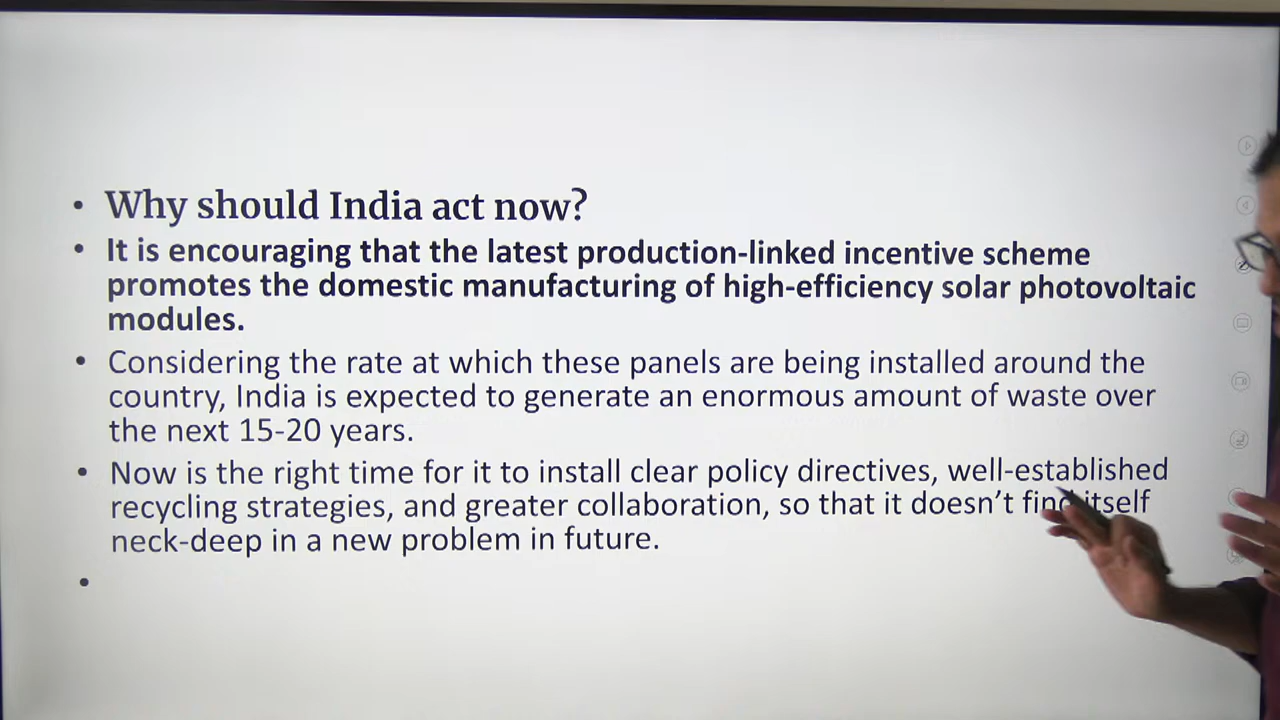 • Why should India act now?
• It is encouraging that the latest production-linked incentive scheme
promotes the domestic manufacturing of high-efficiency solar photovoltaic
modules.
• Considering the rate at which these panels are being installed around the
country, India is expected to generate an enormous amount of waste over
the next 15-20 years.
• Now is the right time for it to install clear policy directives, well-established
recycling strategies, and greater collaboration, so that it doesn’t find itself
neck-deep in a new problem in future.
•